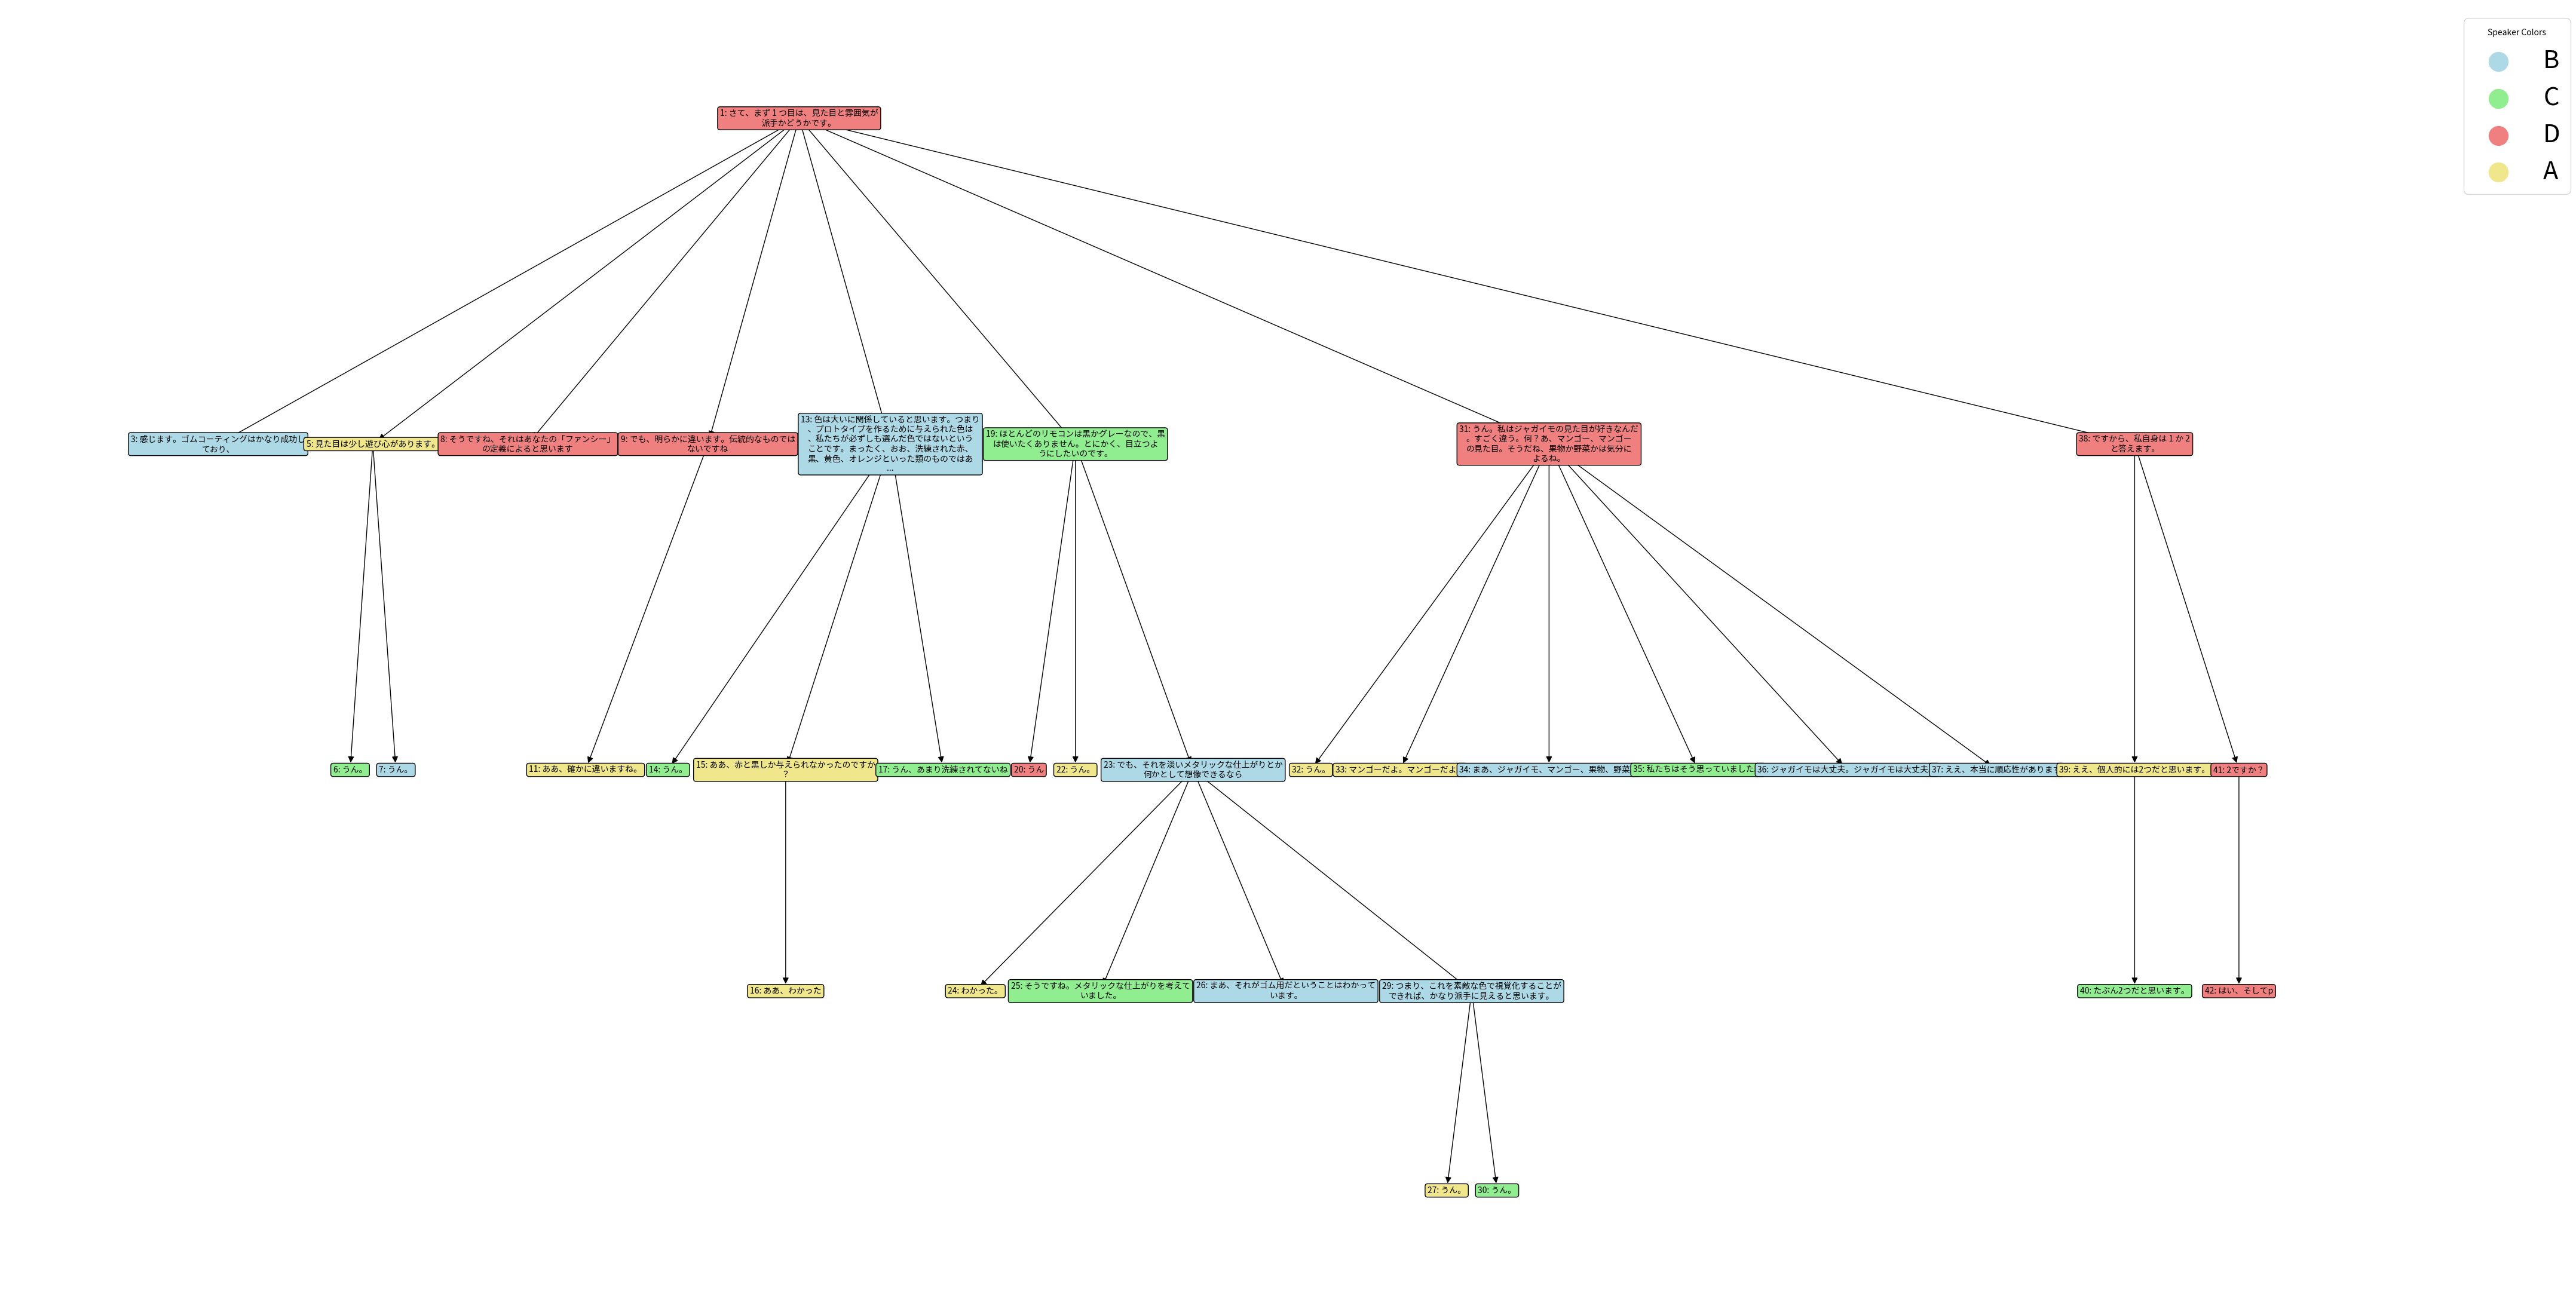 Speaker Colors
B
C
D
A
1: さて、まず 1 つ目は、見た目と雰囲気が
派手かどうかです。
3: 感じます。ゴムコーティングはかなり成功し
ており、
5: 見た目は少し遊び心があります。
8: そうですね、それはあなたの「ファンシー」
の定義によると思います
9: でも、明らかに違います。伝統的なものでは
ないですね
13: 色は大いに関係していると思います。つまり
、プロトタイプを作るために与えられた色は
、私たちが必ずしも選んだ色ではないという
ことです。まったく、おお、洗練された赤、
黒、黄色、オレンジといった類のものではあ
...
19: ほとんどのリモコンは黒かグレーなので、黒
は使いたくありません。とにかく、目立つよ
うにしたいのです。
31: うん。私はジャガイモの見た目が好きなんだ
。すごく違う。何？あ、マンゴー、マンゴー
の見た目。そうだね、果物か野菜かは気分に
よるね。
38: ですから、私自身は 1 か 2
と答えます。
6: うん。
7: うん。
11: ああ、確かに違いますね。
14: うん。
15: ああ、赤と黒しか与えられなかったのですか
？
17: うん、あまり洗練されてないね
20: うん
22: うん。
23: でも、それを淡いメタリックな仕上がりとか
何かとして想像できるなら
32: うん。
33: マンゴーだよ。マンゴーだよ
34: まあ、ジャガイモ、マンゴー、果物、野菜
35: 私たちはそう思っていました
36: ジャガイモは大丈夫。ジャガイモは大丈夫
37: ええ、本当に順応性がありま
39: ええ、個人的には2つだと思います。
41: 2ですか？
16: ああ、わかった
24: わかった。
25: そうですね。メタリックな仕上がりを考えて
いました。
26: まあ、それがゴム用だということはわかって
います。
29: つまり、これを素敵な色で視覚化することが
できれば、かなり派手に見えると思います。
40: たぶん2つだと思います。
42: はい、そしてp
27: うん。
30: うん。